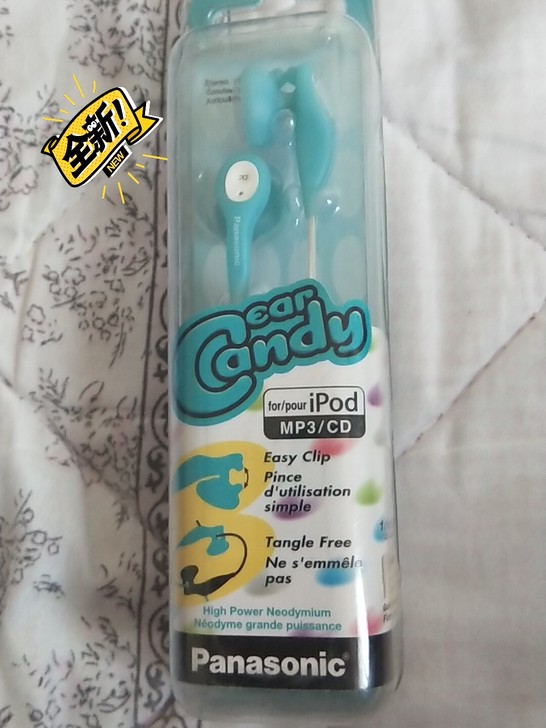 全新!
NEW
Panasonic
ear
Candy
for/pour iPod
MP3/CD
Easy Clip
Pince
d'utilisation
simple
Tangle Free
Ne s'emmêle
pas
High Power Neodymium
Néodyme grande puissance
Panasonic